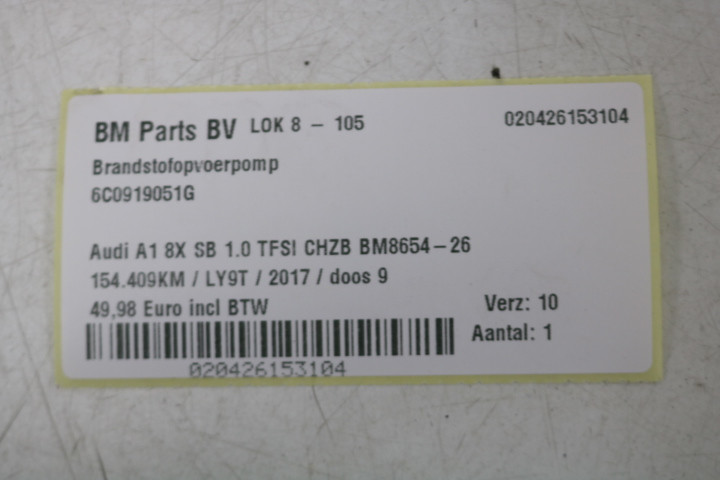 BM Parts BV LOK 8 - 105
020426153104
Brandstofopvoerpomp
6C0919051G
Audi A1 8X SB 1.0 TFSI CHZB BM8654-26
154.409KM / LY9T / 2017 / doos 9
49,98 Euro incl BTW
Verz: 10
Aantal: 1
020426153104